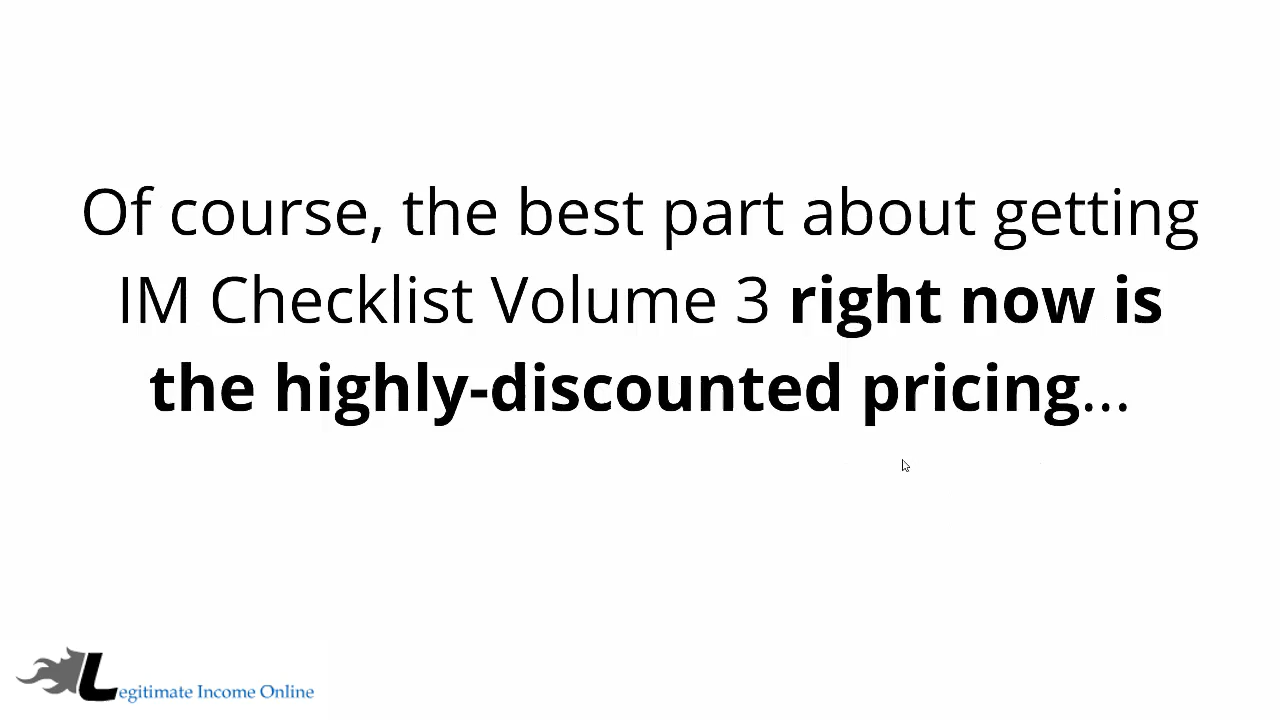 Of course, the best part about getting
IM Checklist Volume 3 right now is
the highly-discounted pricing...
Legitimate Income Online